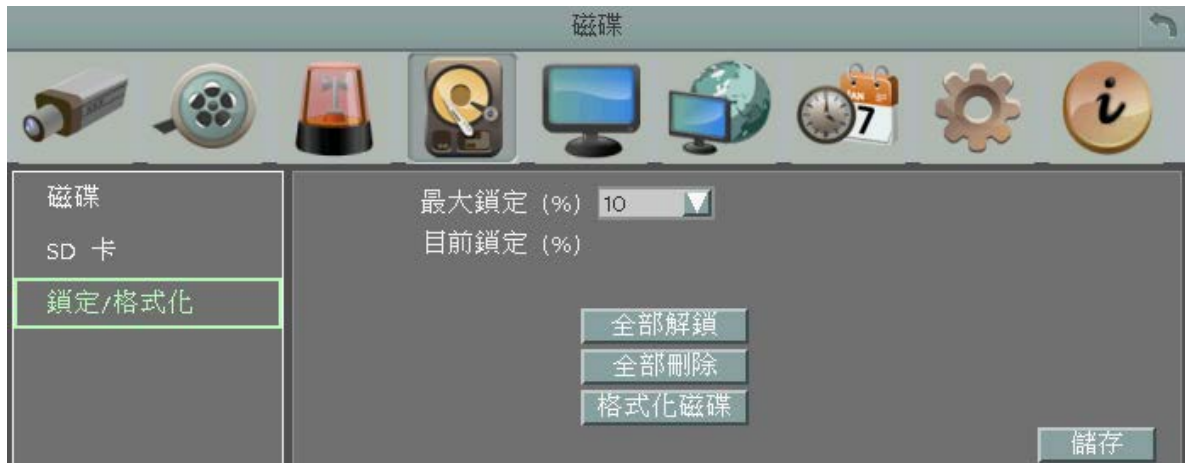 磁碟
7
磁碟
SD 卡
鎖定/格式化
最大鎖定 (%) 10
目前鎖定 (%)
全部解鎖
全部刪除
格式化磁碟
儲存